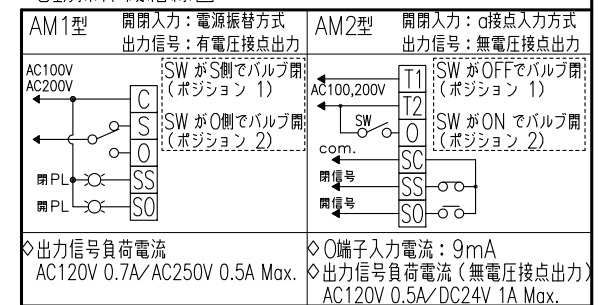 AM1型
開閉入力：電源振替方式
出力信号：有電圧接点出力
AC100V
AC200V
SW がS側でバルブ閉
(ポジション 1)
SW がO側でバルブ開
(ポジション 2)
C
S
O
閉PL
SS
開PL
SO
◇出力信号負荷電流
AC120V 0.7A/AC250V 0.5A Max.
AM2型
開閉入力：a接点入力方式
出力信号：無電圧接点出力
AC100,200V
T1
T2
SW
O
SW がOFFでバルブ閉
(ポジション 1)
SW がON でバルブ開
(ポジション 2)
com.
SC
閉信号
SS
開信号
SO
◇O端子入力電流：9mA
◇出力信号負荷電流(無電圧接点出力)
AC120V 0.5A/DC24V 1A Max.